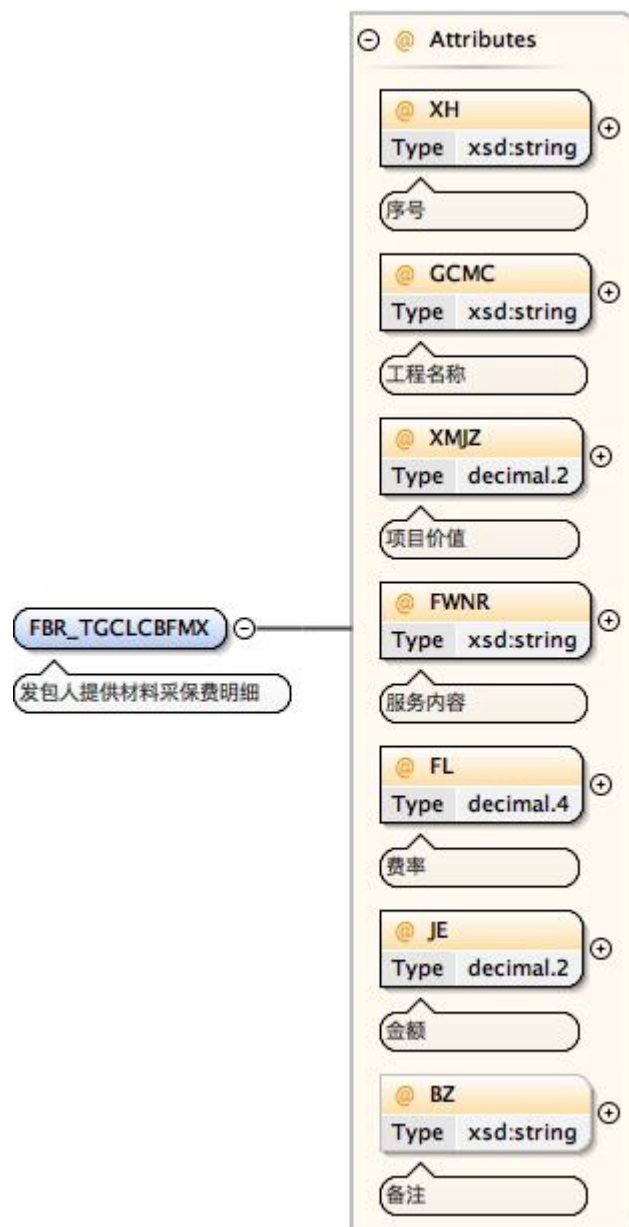 @ Attributes
@ XH
Type xsd:string
序号
@ GCMC
Type xsd:string
工程名称
@ XMJZ
Type decimal.2
项目价值
@ FWNR
Type xsd:string
FBR_TGCLCBFMX
发包人提供材料采保费明细
服务内容
@ FL
Type decimal.4
费率
@ JE
Type decimal.2
金额
@ BZ
Type xsd:string
备注